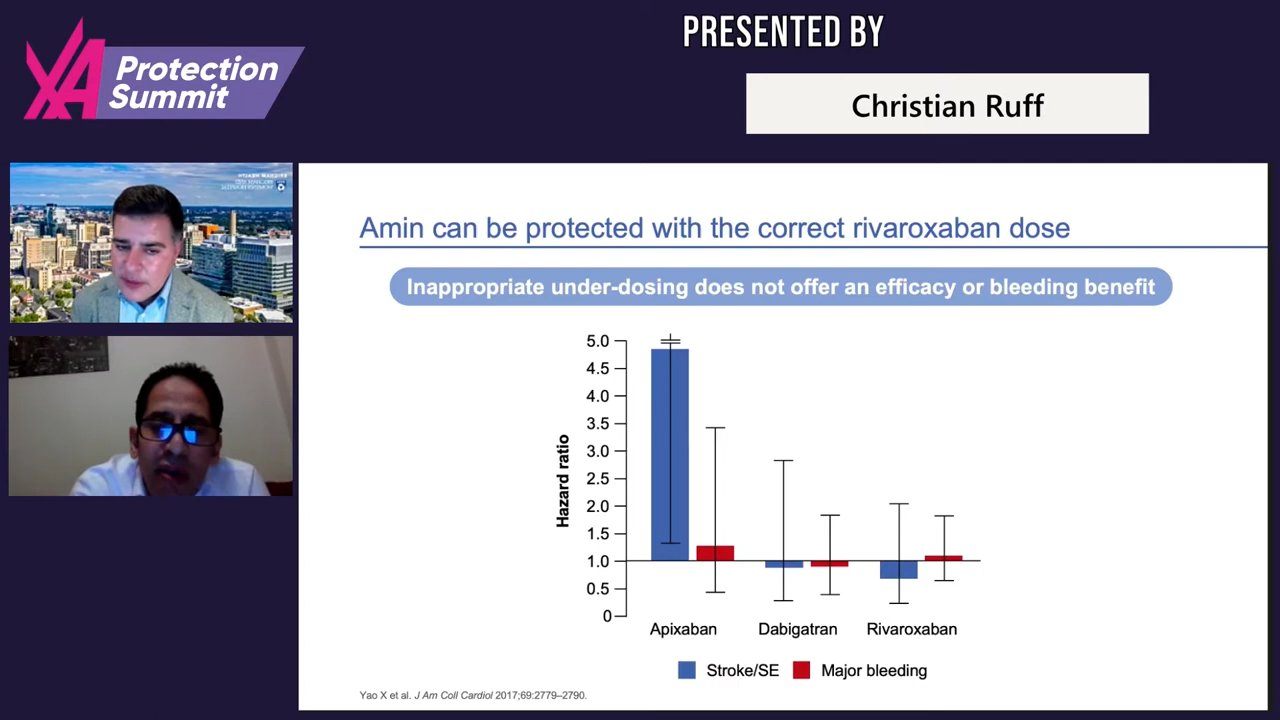 PRESENTED BY
XA Protection
Summit
Christian Ruff
Amin can be protected with the correct rivaroxaban dose
Inappropriate under-dosing does not offer an efficacy or bleeding benefit
Hazard ratio
5.0
4.5
4.0
3.5
3.0
2.5
2.0
1.5
1.0
0.5
0
Apixaban Dabigatran Rivaroxaban
Stroke/SE Major bleeding
Yao X et al. J Am Coll Cardiol 2017;69:2779–2790.